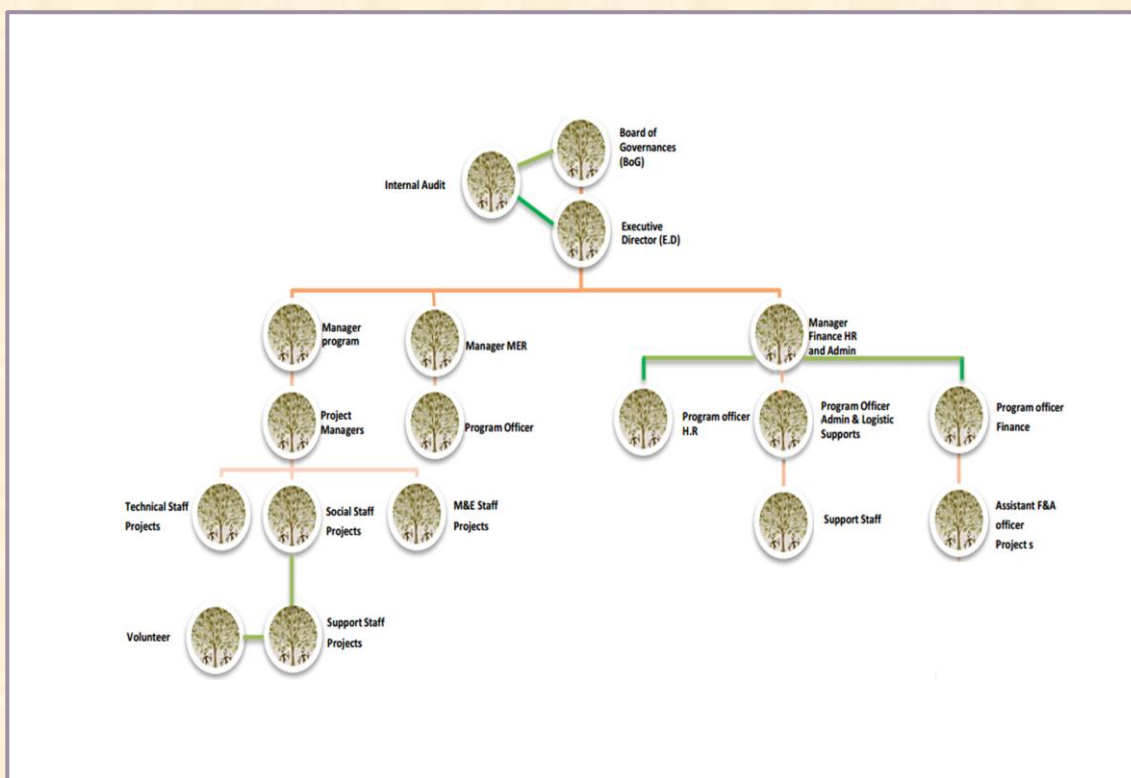 Board of
Governances
(BoG)
Internal Audit
Executive
Director (E.D)
Manager
program
Manager MER
Manager
Finance HR
and Admin
Project
Managers
Program Officer
Program officer
H.R
Program Officer
Admin & Logistic
Supports
Program officer
Finance
Technical Staff
Projects
Social Staff
Projects
M&E Staff
Projects
Support Staff
Assistant F&A
officer
Project s
Volunteer
Support Staff
Projects